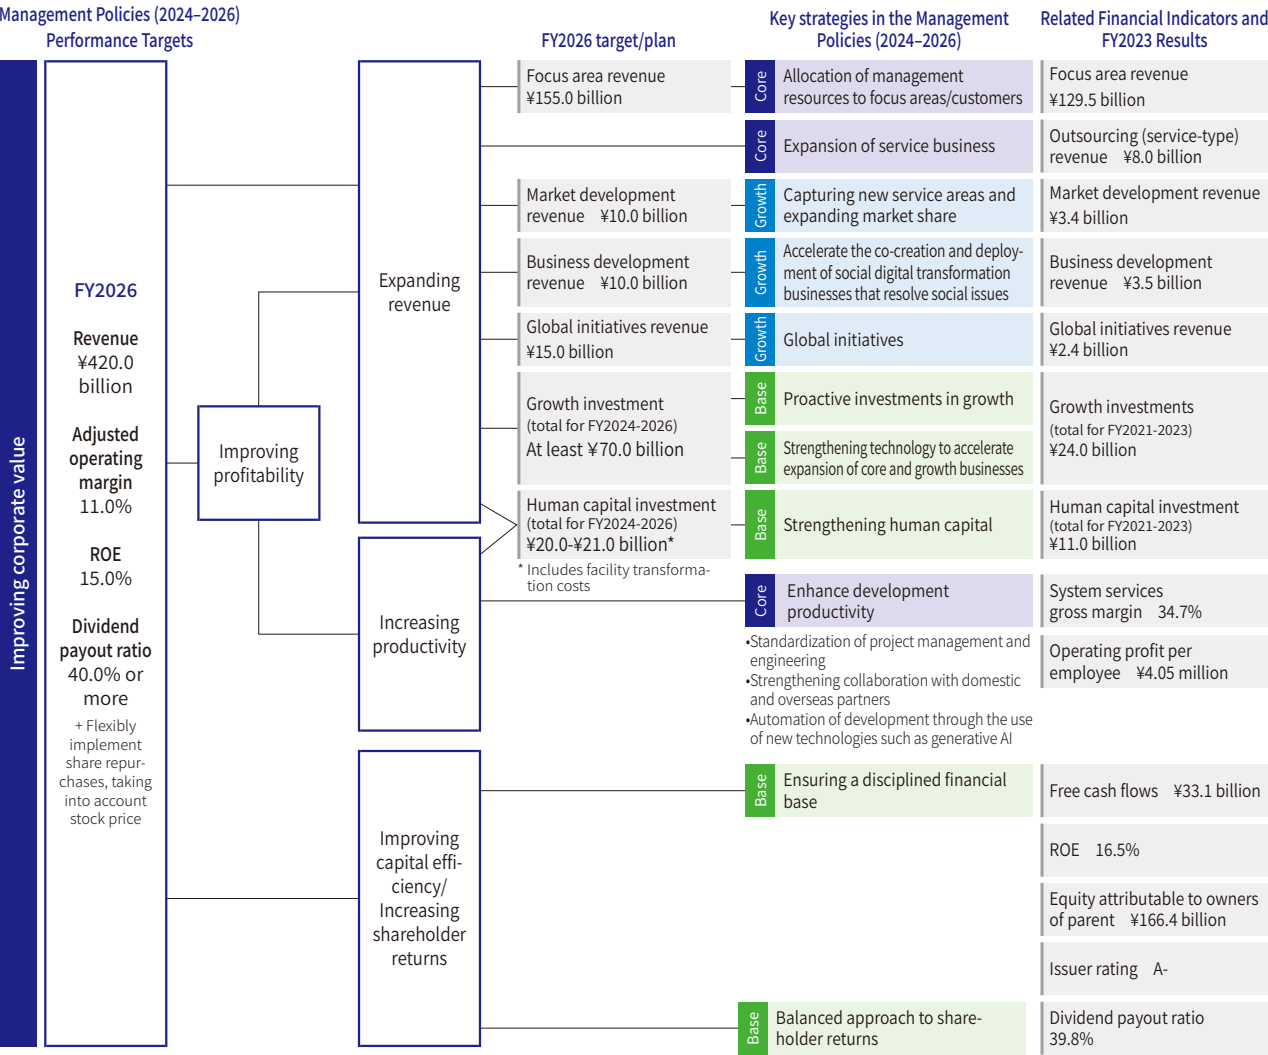 Management Policies (2024–2026)
Performance Targets
FY2026 target/plan
Key strategies in the Management
Policies (2024–2026)
Related Financial Indicators and
FY2023 Results
Improving corporate value
FY2026
Revenue
¥420.0
billion
Adjusted
operating
margin
11.0%
ROE
15.0%
Dividend
payout ratio
40.0% or
more
+ Flexibly
implement
share repur-
chases, taking
into account
stock price
Improving
profitability
Expanding
revenue
Increasing
productivity
Improving
capital effi-
ciency/
Increasing
shareholder
returns
Focus area revenue
¥155.0 billion
Market development
revenue ¥10.0 billion
Business development
revenue ¥10.0 billion
Global initiatives revenue
¥15.0 billion
Growth investment
(total for FY2024-2026)
At least ¥70.0 billion
Human capital investment
(total for FY2024-2026)
¥20.0-¥21.0 billion*
* Includes facility transforma-
tion costs
Core
Allocation of management
resources to focus areas/customers
Core
Expansion of service business
Growth
Capturing new service areas and
expanding market share
Growth
Accelerate the co-creation and deploy-
ment of social digital transformation
businesses that resolve social issues
Growth
Global initiatives
Base
Proactive investments in growth
Base
Strengthening technology to accelerate
expansion of core and growth businesses
Base
Strengthening human capital
Core
Enhance development
productivity
•Standardization of project management and
engineering
•Strengthening collaboration with domestic
and overseas partners
•Automation of development through the use
of new technologies such as generative AI
Base
Ensuring a disciplined financial
base
Base
Balanced approach to share-
holder returns
Focus area revenue
¥129.5 billion
Outsourcing (service-type)
revenue ¥8.0 billion
Market development revenue
¥3.4 billion
Business development
revenue ¥3.5 billion
Global initiatives revenue
¥2.4 billion
Growth investments
(total for FY2021-2023)
¥24.0 billion
Human capital investment
(total for FY2021-2023)
¥11.0 billion
System services
gross margin 34.7%
Operating profit per
employee ¥4.05 million
Free cash flows ¥33.1 billion
ROE 16.5%
Equity attributable to owners
of parent ¥166.4 billion
Issuer rating A-
Dividend payout ratio
39.8%